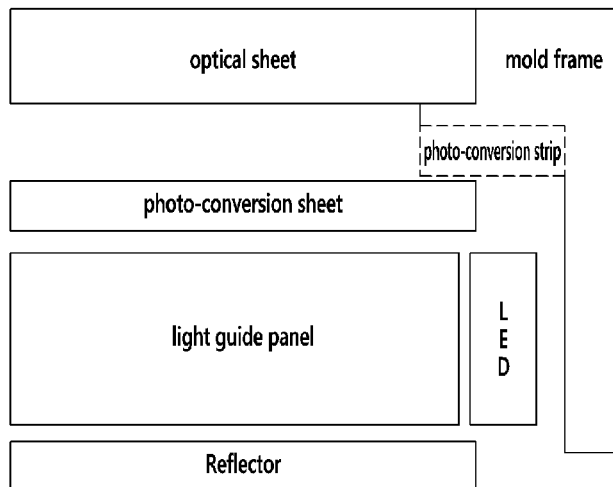 optical sheet
mold frame
photo-conversion strip
photo-conversion sheet
light guide panel
L
E
D
Reflector